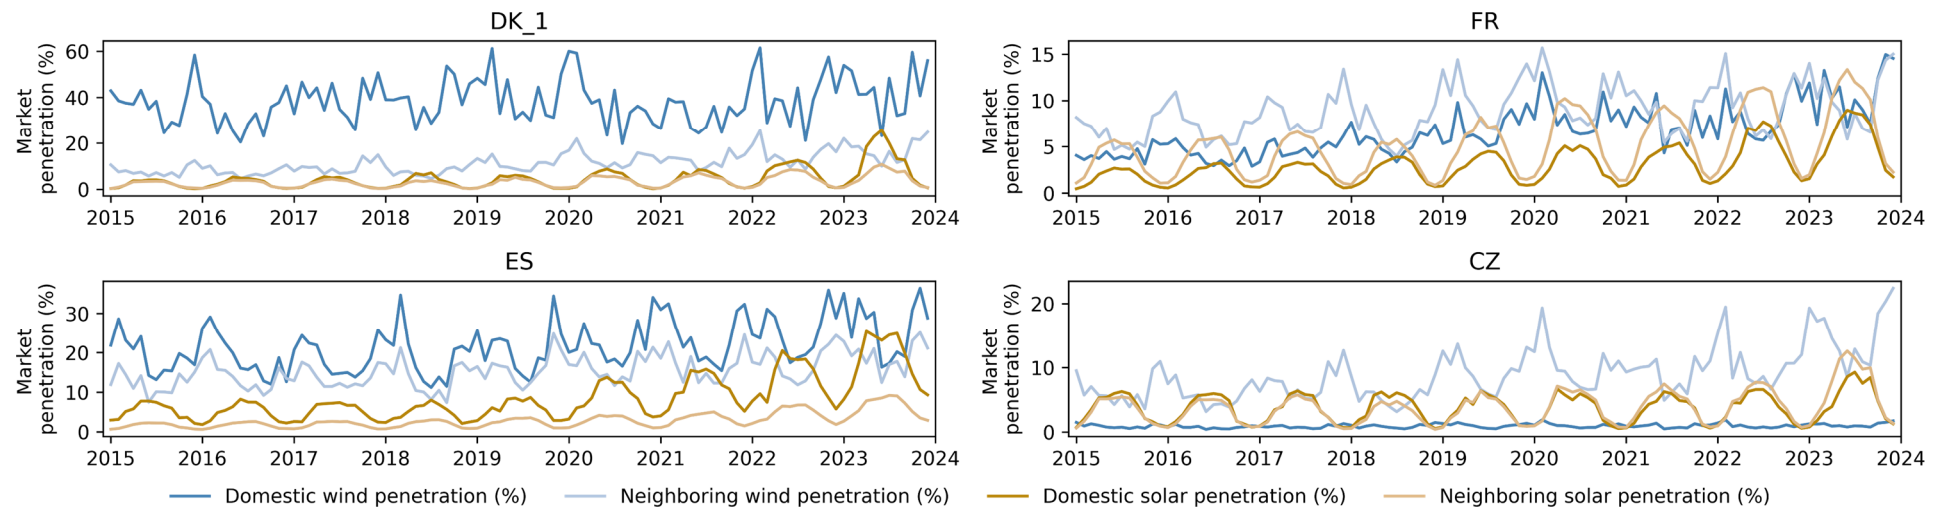 DK_1
Market
penetration (%)
60
40
20
0
2015 2016 2017 2018 2019 2020 2021 2022 2023 2024
FR
Market
penetration (%)
15
10
5
0
2015 2016 2017 2018 2019 2020 2021 2022 2023 2024
ES
Market
penetration (%)
30
20
10
0
2015 2016 2017 2018 2019 2020 2021 2022 2023 2024
CZ
Market
penetration (%)
20
10
0
2015 2016 2017 2018 2019 2020 2021 2022 2023 2024
Domestic wind penetration (%) Neighboring wind penetration (%) Domestic solar penetration (%) Neighboring solar penetration (%)